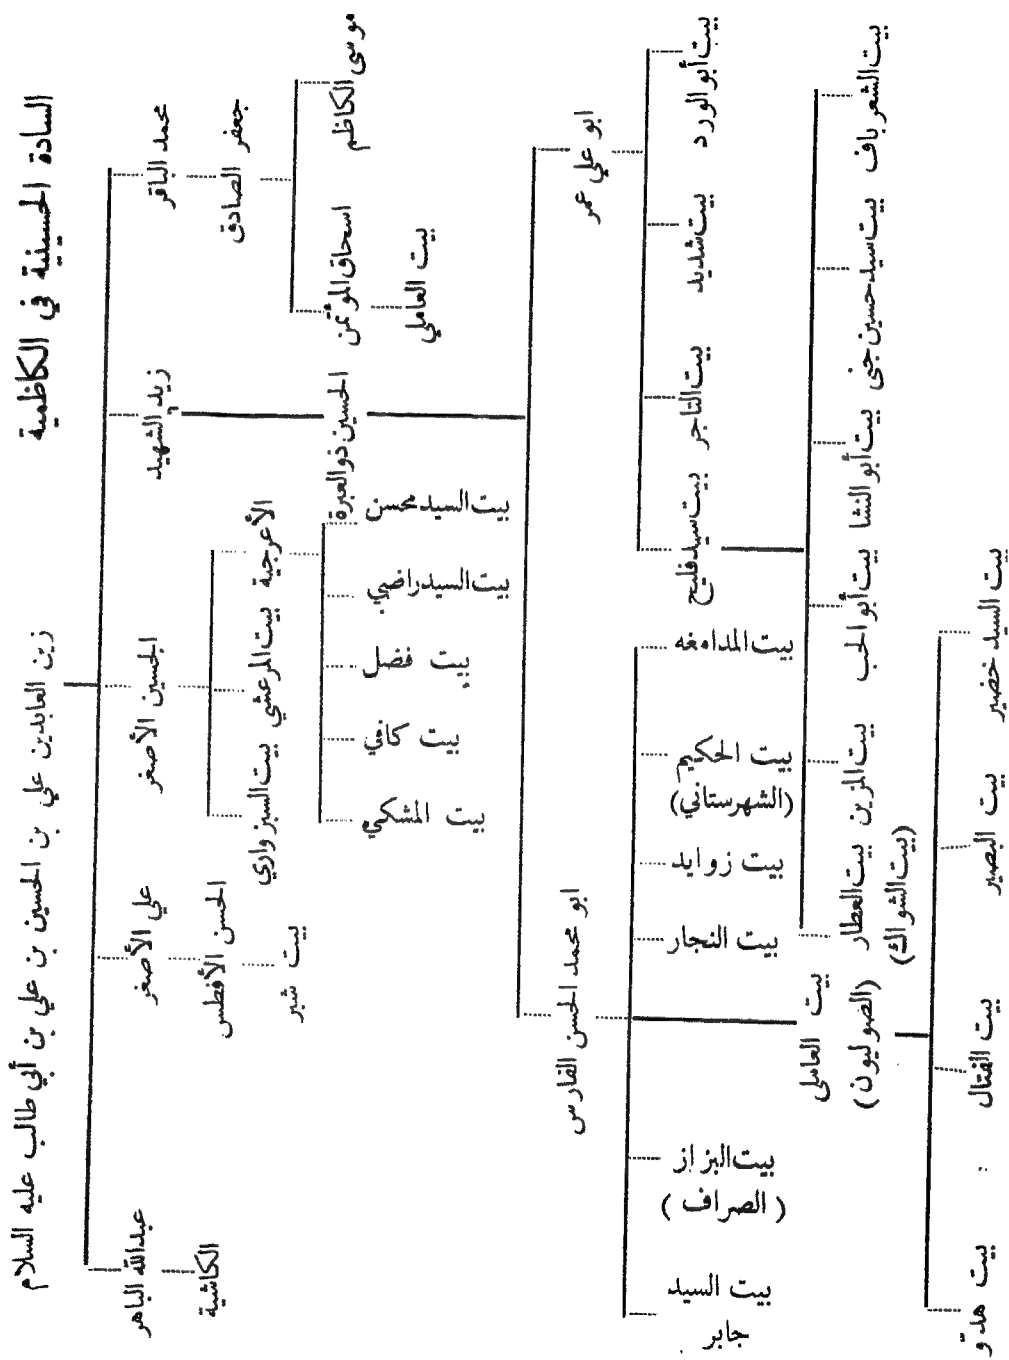 السادة الحسينية في الكاظمية
زين العابدين علي بن الحسين بن علي بن أبي طالب عليه السلام
محمد الباقر
زيد الشهيد
الحسين الأصغر
علي الأصغر
عبدالله الباهر
جعفر الصادق
الحسن الأفطس
الكاشية
موسى الكاظم
اسحاق المؤتمن
الحسين ذو العبرة
الأعرجية
بيت المرعشي
بيت السبزواري
بيت شبر
بيت العاملي
بيت السيد محسن
بيت السيد راضي
بيت فضل
بيت كافي
بيت المشكي
ابو علي عمر
ابو محمد الحسن الفارس
بيت أبو الورد
بيت شديد
بيت التاجر
بيت سيد فليح
بيت المدامغه
بيت الحكيم
(الشهرستاني)
بيت زوايد
بيت النجار
بيت العاملي
(الضوليون)
بيت البزاز
( الصراف )
بيت السيد
جابر
بيت الشعرباف
بيت سيد حسين جني
بيت أبو النشا
بيت أبو الحب
بيت المزين
بيت العطار
(بيت الشواك)
بيت السيد خضير
بيت البصير
بيت الفتال
بيت هدو